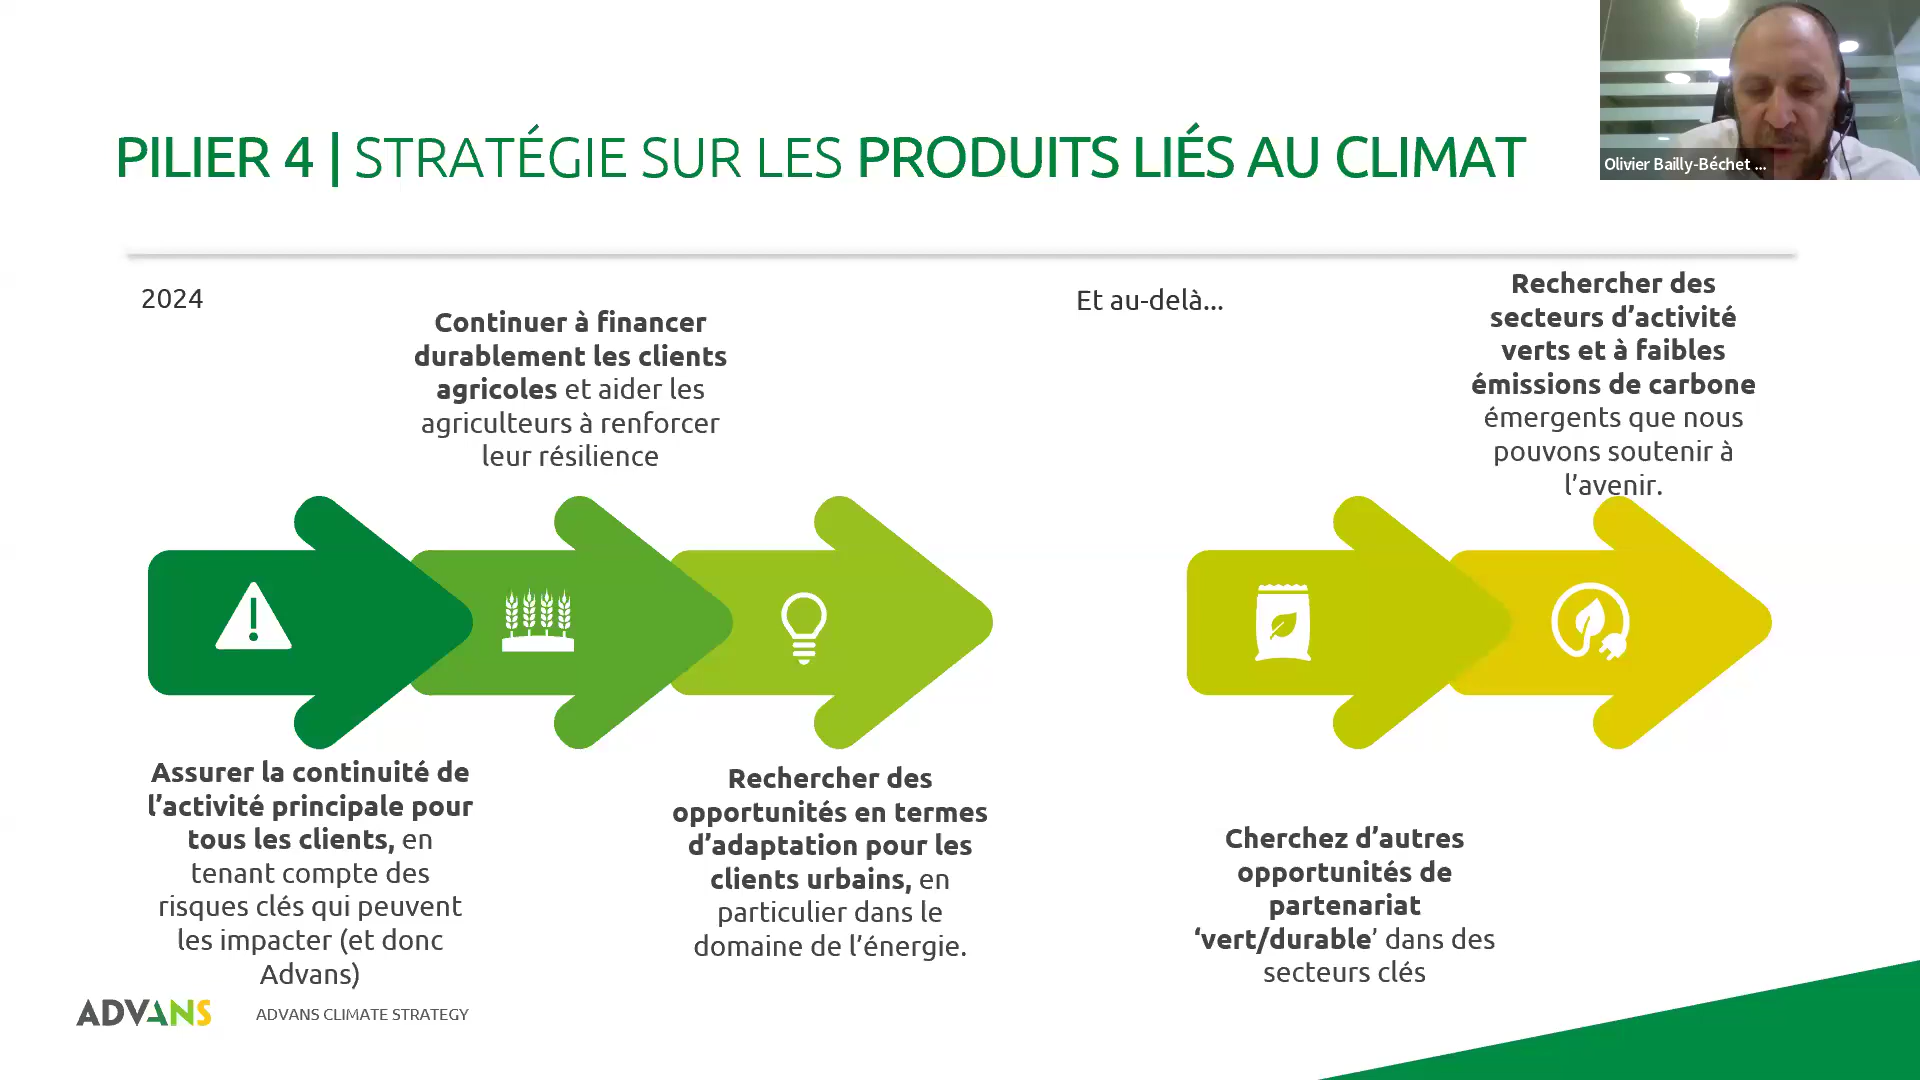 PILIER 4 | STRATÉGIE SUR LES PRODUITS LIÉS AU CLIMAT
Olivier Bailly-Béchet ...
2024
Continuer à financer
durablement les clients
agricoles et aider les
agriculteurs à renforcer
leur résilience
Et au-delà...
Rechercher des
secteurs d’activité
verts et à faibles
émissions de carbone
émergents que nous
pouvons soutenir à
l’avenir.
Assurer la continuité de
l’activité principale pour
tous les clients, en
tenant compte des
risques clés qui peuvent
les impacter (et donc
Advans)
Rechercher des
opportunités en termes
d’adaptation pour les
clients urbains, en
particulier dans le
domaine de l’énergie.
Cherchez d’autres
opportunités de
partenariat
‘vert/durable’ dans des
secteurs clés
ADVANS
ADVANS CLIMATE STRATEGY